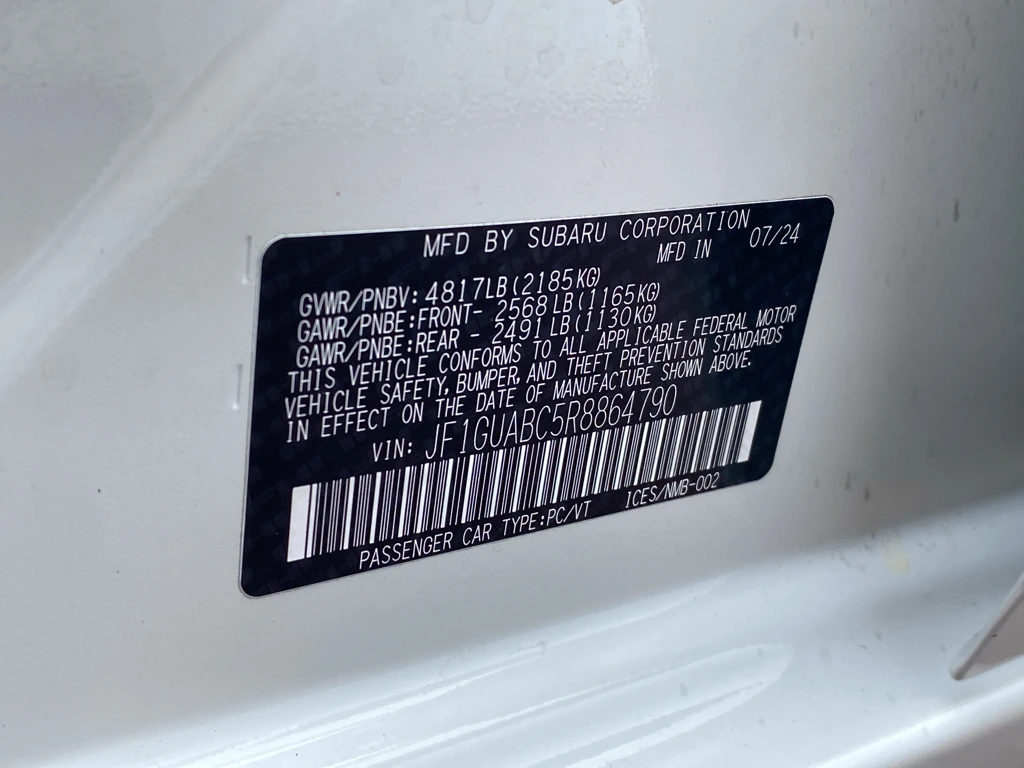 MFD BY SUBARU CORPORATION
MFD IN 07/24
GVWR/PNBV: 4817LB(2185KG)
GAWR/PNBE:FRONT- 2568LB(1165KG)
GAWR/PNBE:REAR - 2491LB(1130KG)
THIS VEHICLE CONFORMS TO ALL APPLICABLE FEDERAL MOTOR
VEHICLE SAFETY, BUMPER, AND THEFT PREVENTION STANDARDS
IN EFFECT ON THE DATE OF MANUFACTURE SHOWN ABOVE.
VIN: JF1GUABC5R8864790
PASSENGER CAR TYPE:PC/VT ICES/NMB-002